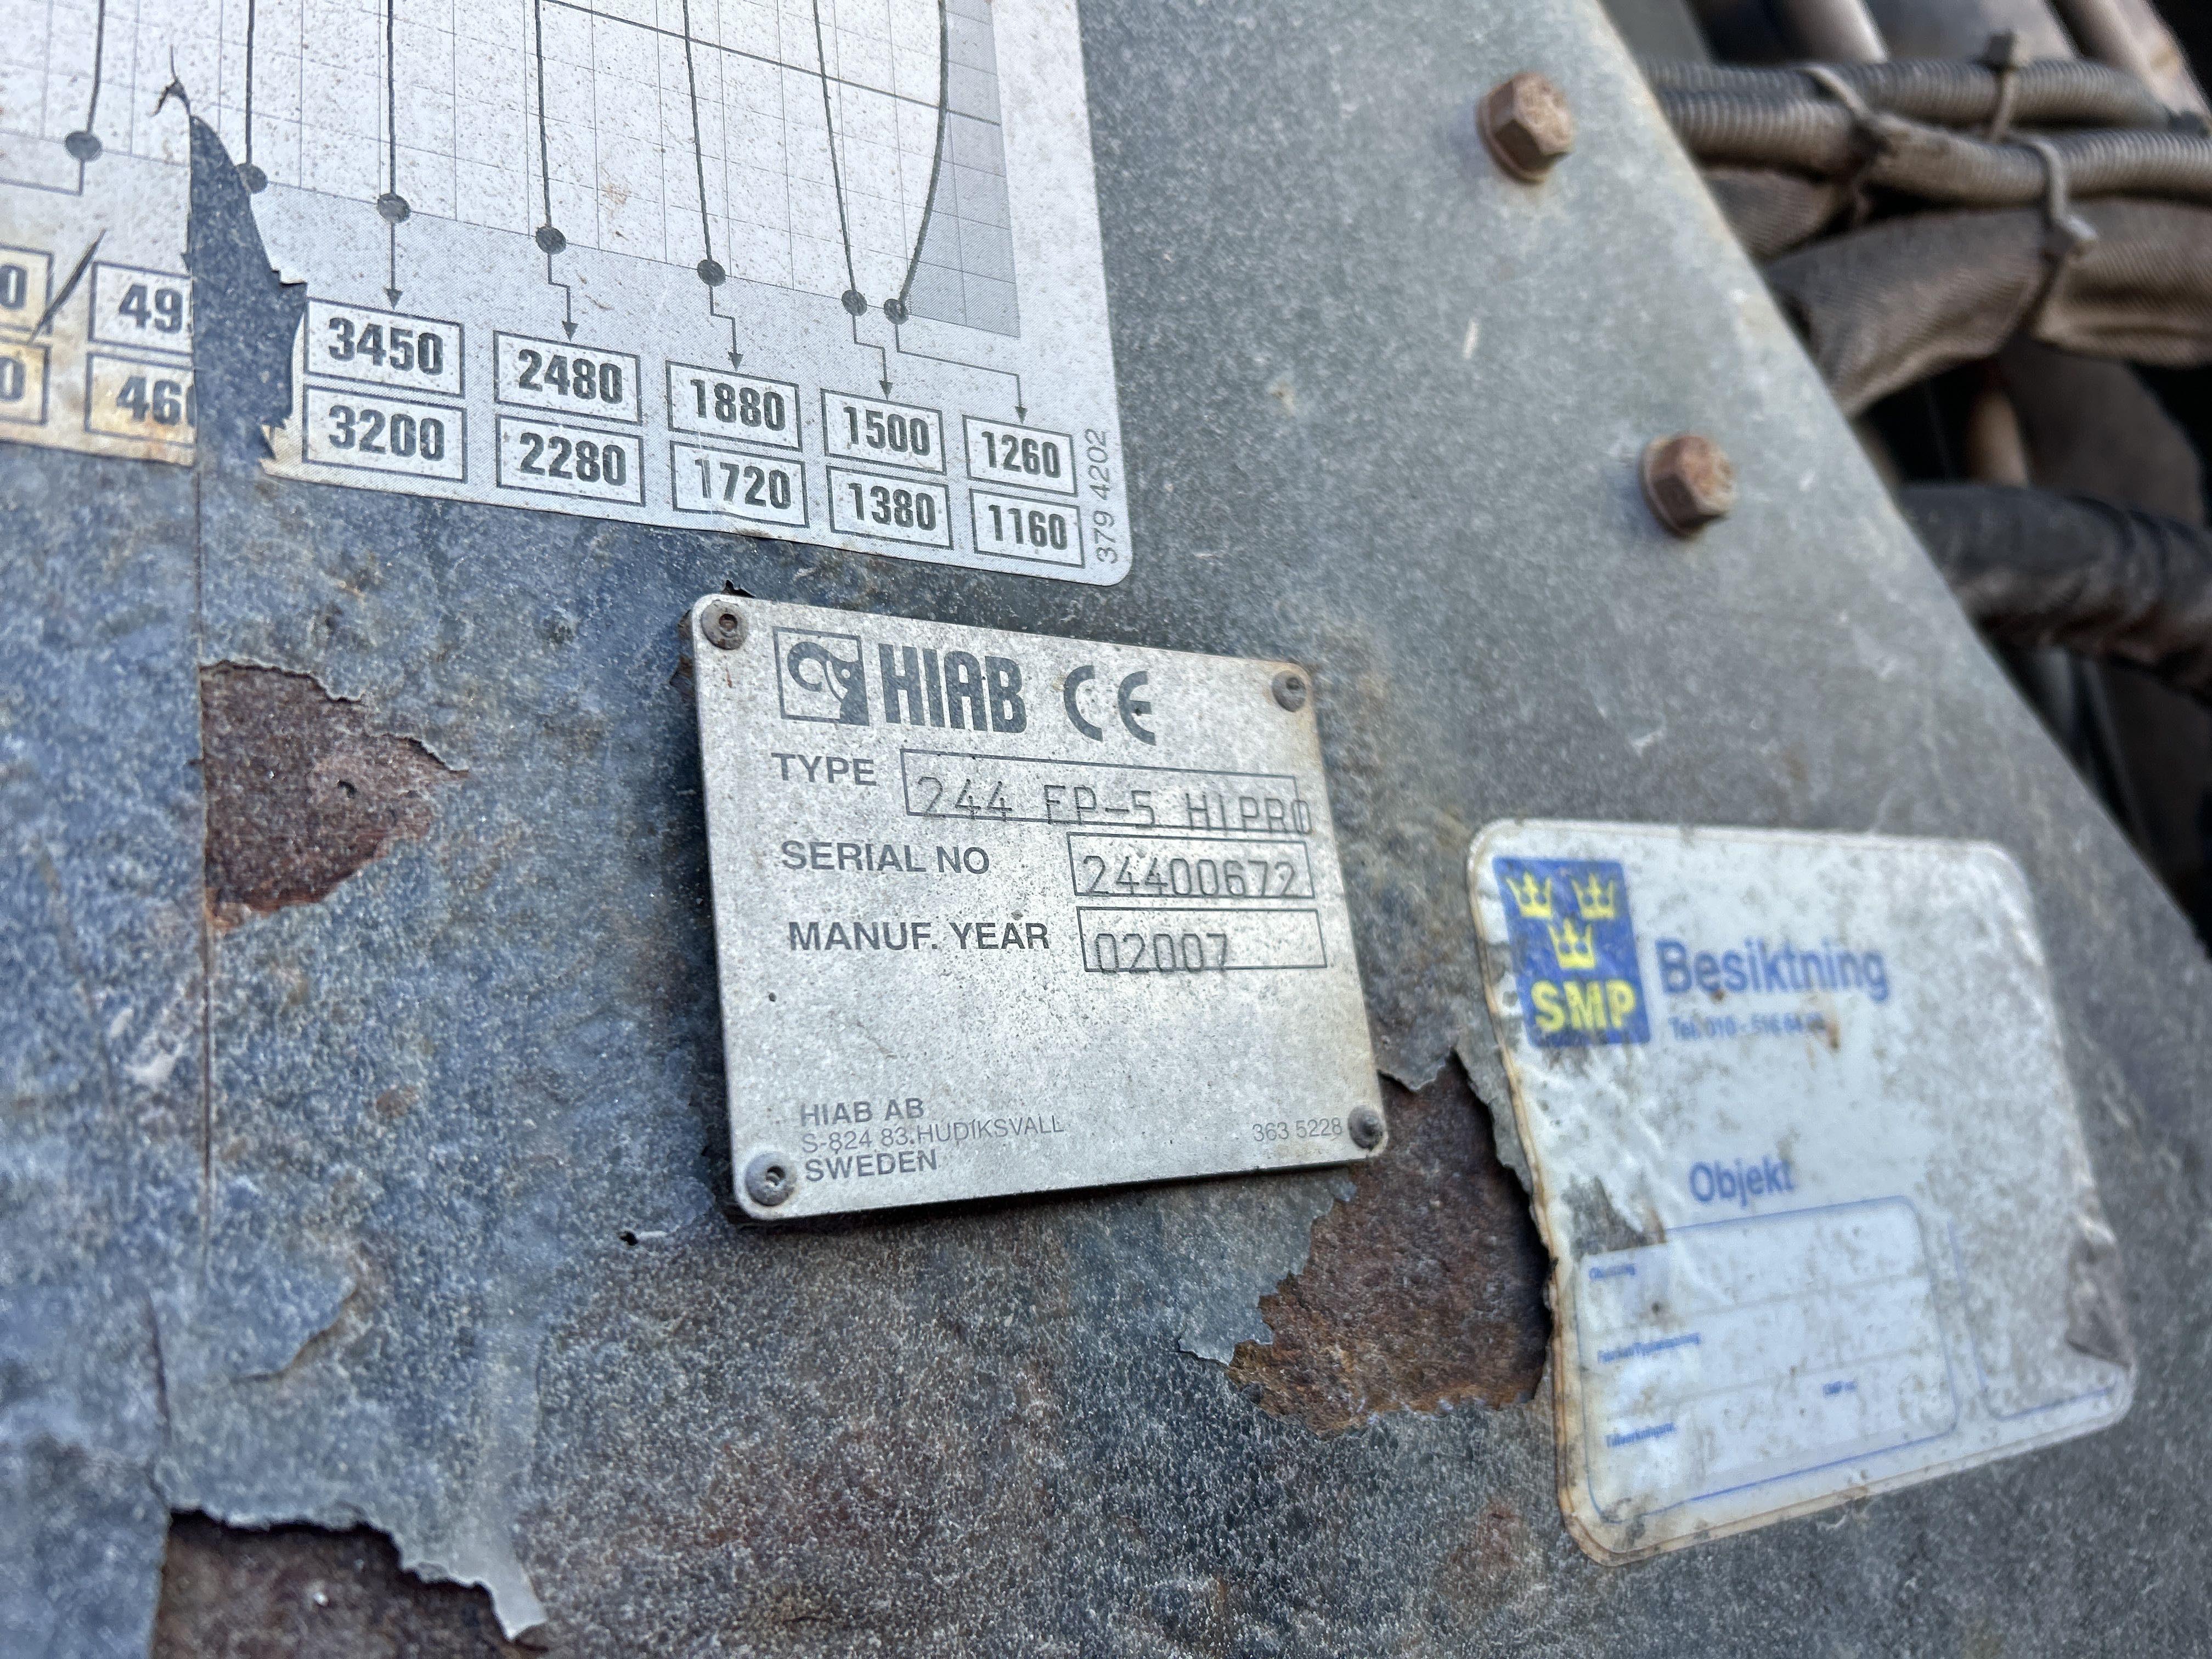 3450 2480 1880 1500 1260
3200 2280 1720 1380 1160
379 4202
HIAB CE
TYPE 244 EP-5 HIPRO
SERIAL NO 24400672
MANUF. YEAR 02007
HIAB AB
S-824 83 HUDIKSVALL
SWEDEN
363 5228
SMP
Besiktning
Objekt